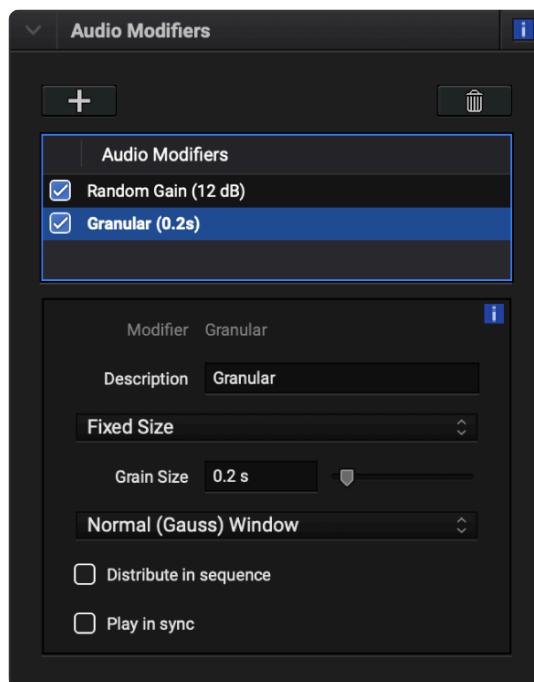 Audio Modifiers
i
Audio Modifiers
Random Gain (12 dB)
Granular (0.2s)
i
Modifier Granular
Description Granular
Fixed Size
Grain Size 0.2 s
Normal (Gauss) Window
Distribute in sequence
Play in sync